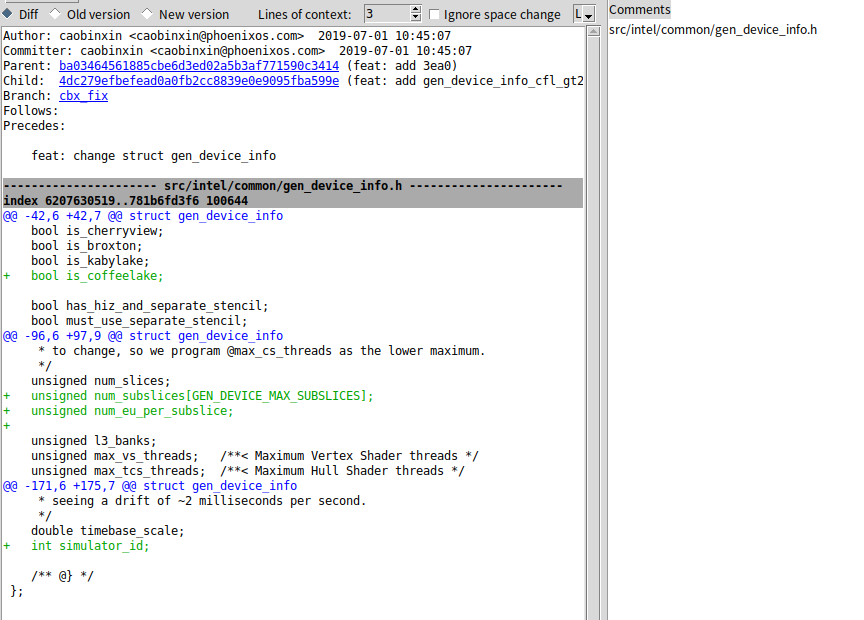 Diff Old version New version Lines of context: 3 Ignore space change L
Comments
src/intel/common/gen_device_info.h
Author: caobinxin <caobinxin@phoenixos.com>  2019-07-01 10:45:07
Committer: caobinxin <caobinxin@phoenixos.com>  2019-07-01 10:45:07
Parent: ba03464561885cbe6d3ed02a5b3af771590c3414 (feat: add 3ea0)
Child:  4dc279efbefead0a0fb2cc8839e0e9095fba599e (feat: add gen_device_info_cfl_gt2
Branch: cbx_fix
Follows:
Precedes:
    feat: change struct gen_device_info
---------------------- src/intel/common/gen_device_info.h ----------------------
index 6207630519..781b6fd3f6 100644
@@ -42,6 +42,7 @@ struct gen_device_info
    bool is_cherryview;
    bool is_broxton;
    bool is_kabylake;
+   bool is_coffeelake;
    bool has_hiz_and_separate_stencil;
    bool must_use_separate_stencil;
@@ -96,6 +97,9 @@ struct gen_device_info
     * to change, so we program @max_cs_threads as the lower maximum.
     */
    unsigned num_slices;
+   unsigned num_subslices[GEN_DEVICE_MAX_SUBSLICES];
+   unsigned num_eu_per_subslice;
+
    unsigned l3_banks;
    unsigned max_vs_threads;   /**< Maximum Vertex Shader threads */
    unsigned max_tcs_threads;  /**< Maximum Hull Shader threads */
@@ -171,6 +175,7 @@ struct gen_device_info
     * seeing a drift of ~2 milliseconds per second.
     */
    double timebase_scale;
+   int simulator_id;
    /** @} */
 };